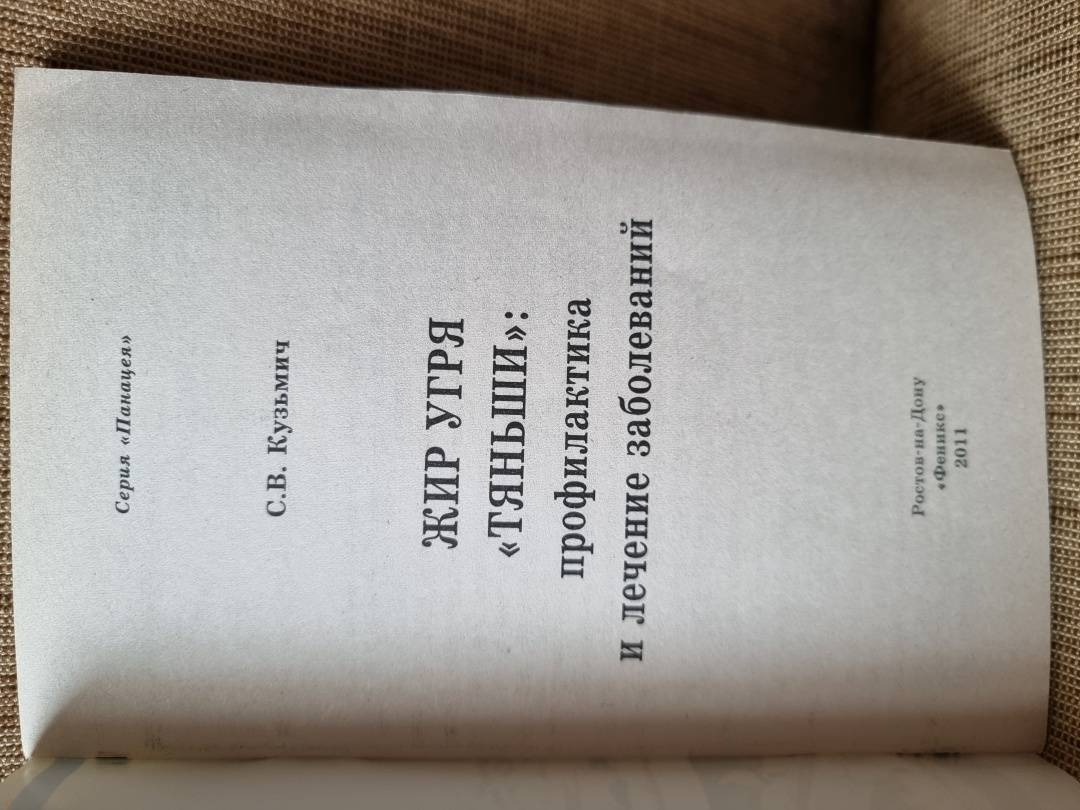 Серия «Панацея»
С.В. Кузьмич
ЖИР УГРЯ
«ТЯНЬШИ»:
профилактика
и лечение заболеваний
Ростов-на-Дону
«Феникс»
2011